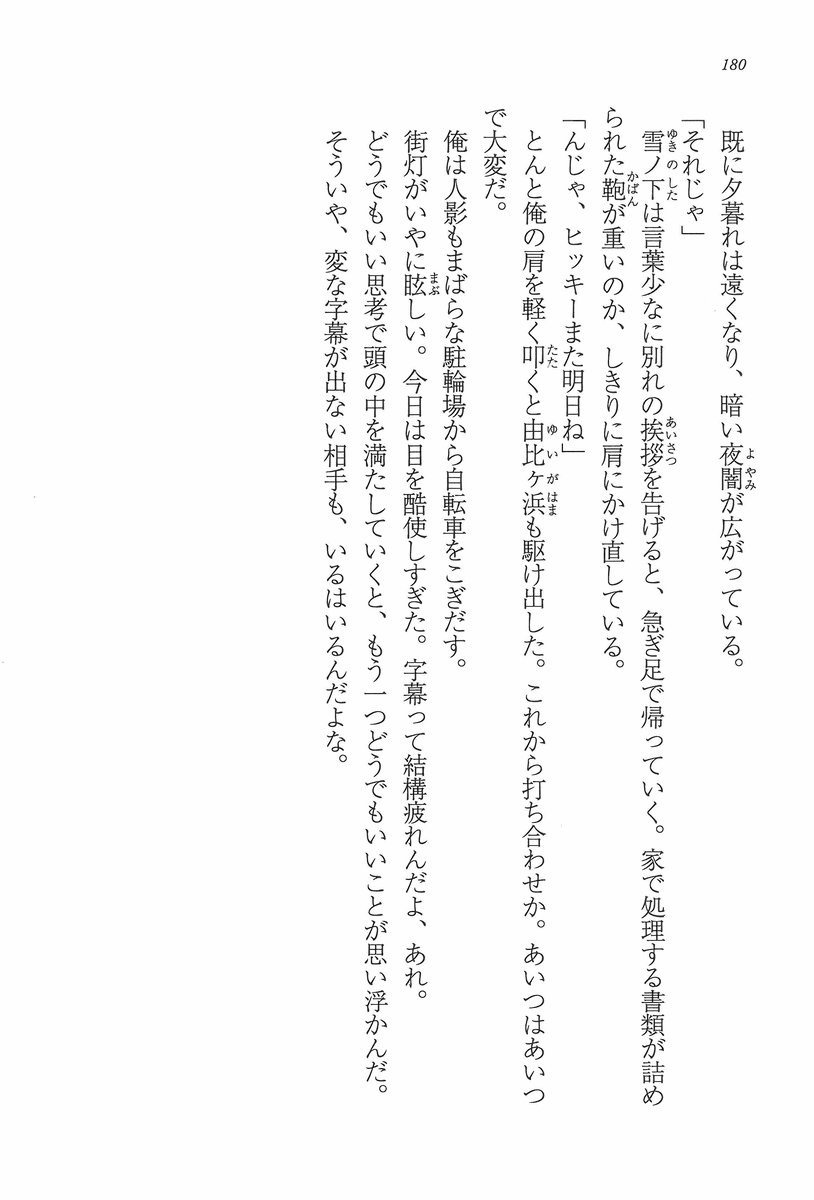 180
既に夕暮れは遠くなり、暗い夜闇が広がっている。
「それじゃ」
雪ノ下は言葉少なに別れの挨拶を告げると、急ぎ足で帰っていく。家で処理する書類が詰め
られた鞄が重いのか、しきりに肩にかけ直している。
「んじゃ、ヒッキーまた明日ね」
とんと俺の肩を軽く叩くと由比ヶ浜も駆け出した。これから打ち合わせか。あいつはあいつ
で大変だ。
俺は人影もまばらな駐輪場から自転車をこぎだす。
街灯がいやに眩しい。今日は目を酷使しすぎた。字幕って結構疲れんだよ、あれ。
どうでもいい思考で頭の中を満たしていくと、もう一つどうでもいいことが思い浮かんだ。
そういや、変な字幕が出ない相手も、いるはいるんだよな。